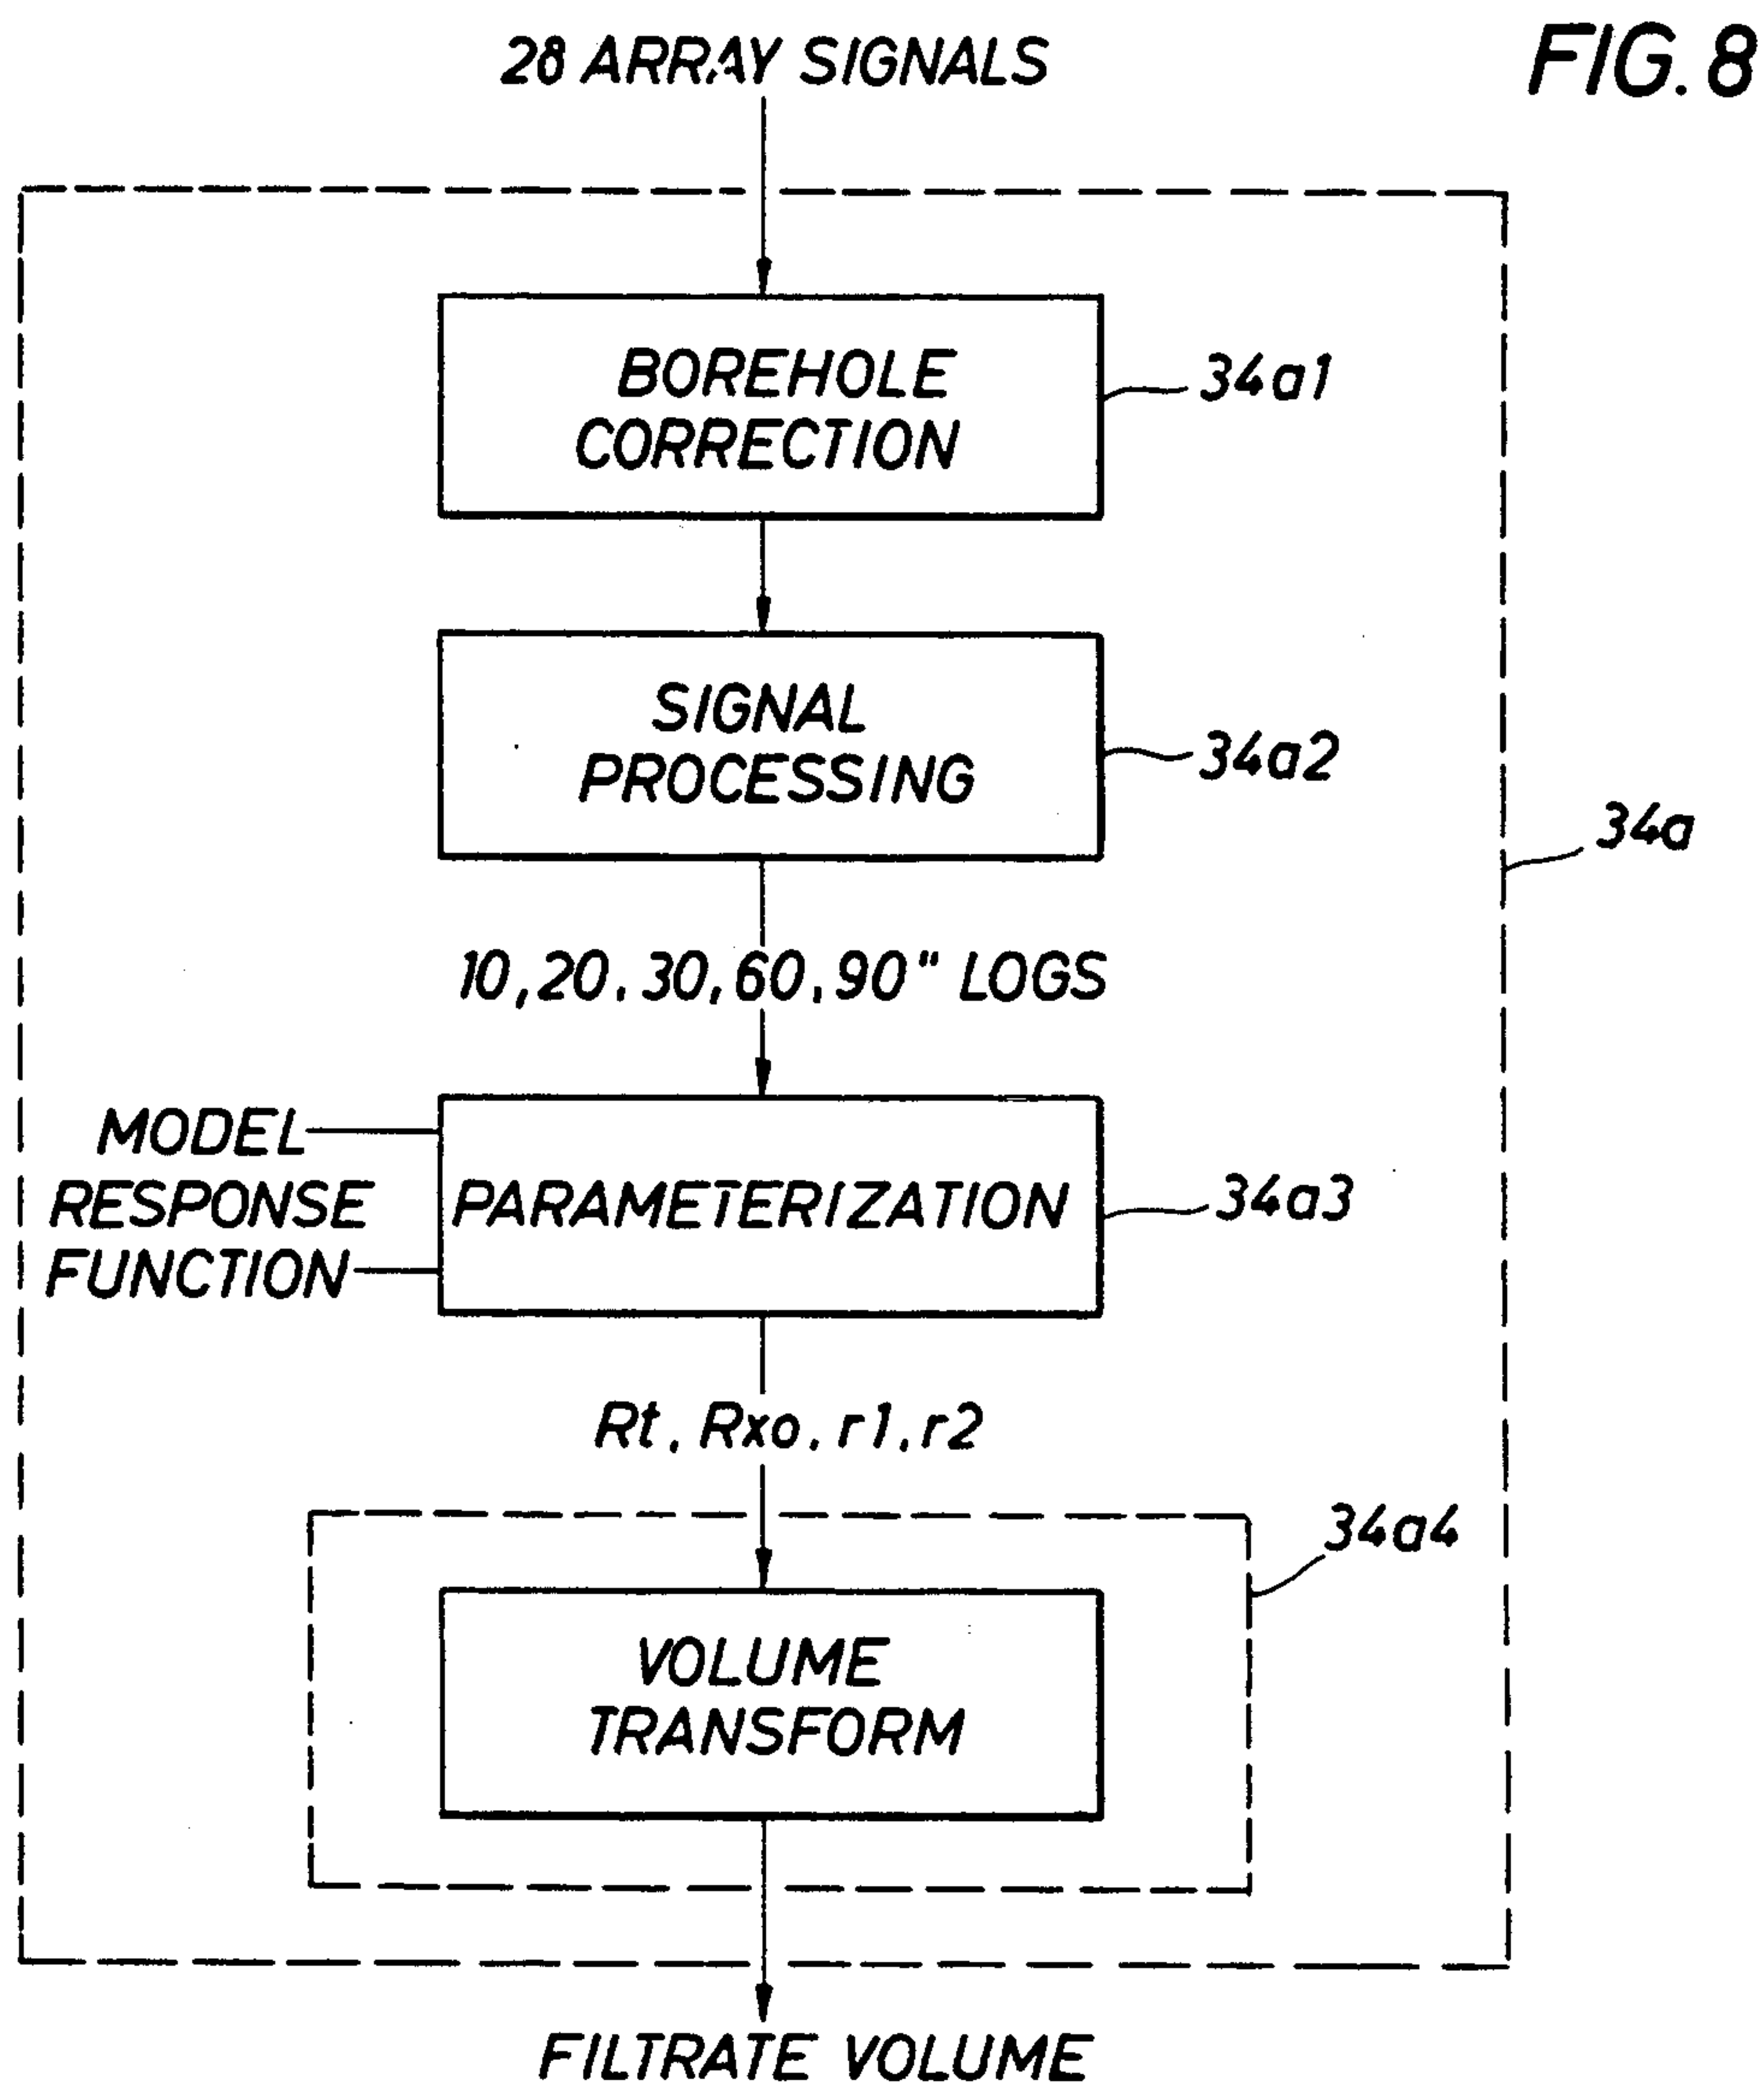 FIG. 8
28 ARRAY SIGNALS
BOREHOLE
CORRECTION
34a1
SIGNAL
PROCESSING
34a2
34a
10, 20, 30, 60, 90" LOGS
MODEL
RESPONSE
FUNCTION
PARAMETERIZATION
34a3
Rt, Rxo, r1, r2
34a4
VOLUME
TRANSFORM
FILTRATE VOLUME